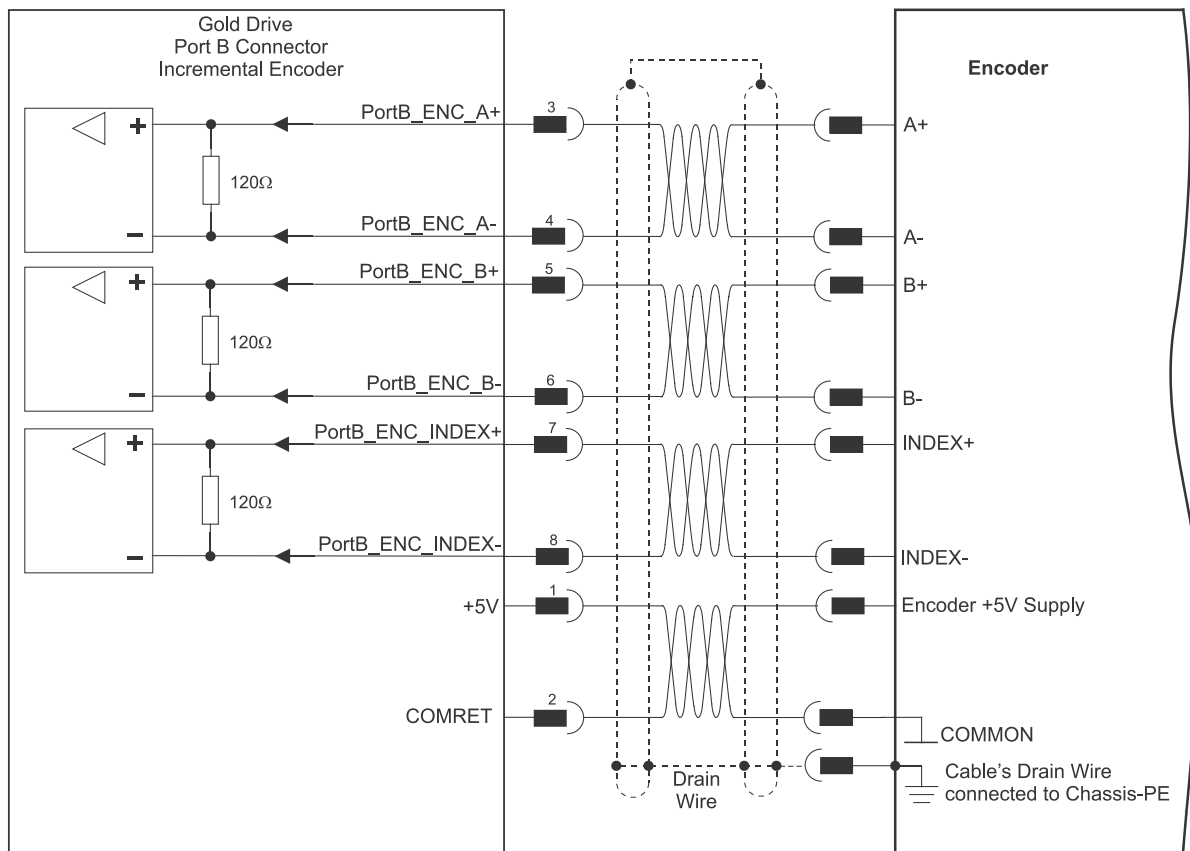 Gold Drive
Port B Connector
Incremental Encoder
Encoder
PortB_ENC_A+
3
A+
+
120Ω
PortB_ENC_A-
4
A-
–
PortB_ENC_B+
5
B+
+
120Ω
PortB_ENC_B-
6
B-
–
PortB_ENC_INDEX+
7
INDEX+
+
120Ω
PortB_ENC_INDEX-
8
INDEX-
–
+5V
1
Encoder +5V Supply
COMRET
2
COMMON
Drain
Wire
Cable's Drain Wire
connected to Chassis-PE